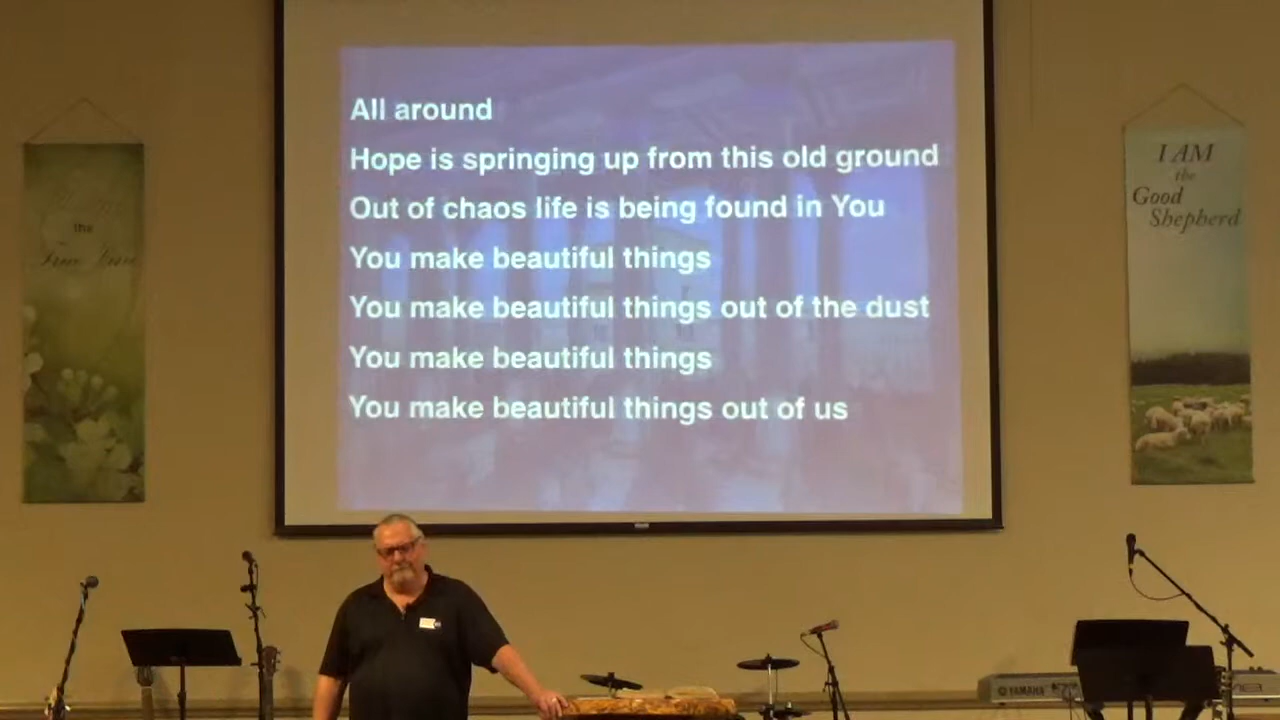 All around
Hope is springing up from this old ground
Out of chaos life is being found in You
You make beautiful things
You make beautiful things out of the dust
You make beautiful things
You make beautiful things out of us
the
I AM
the
Good
Shepherd
YAMAHA